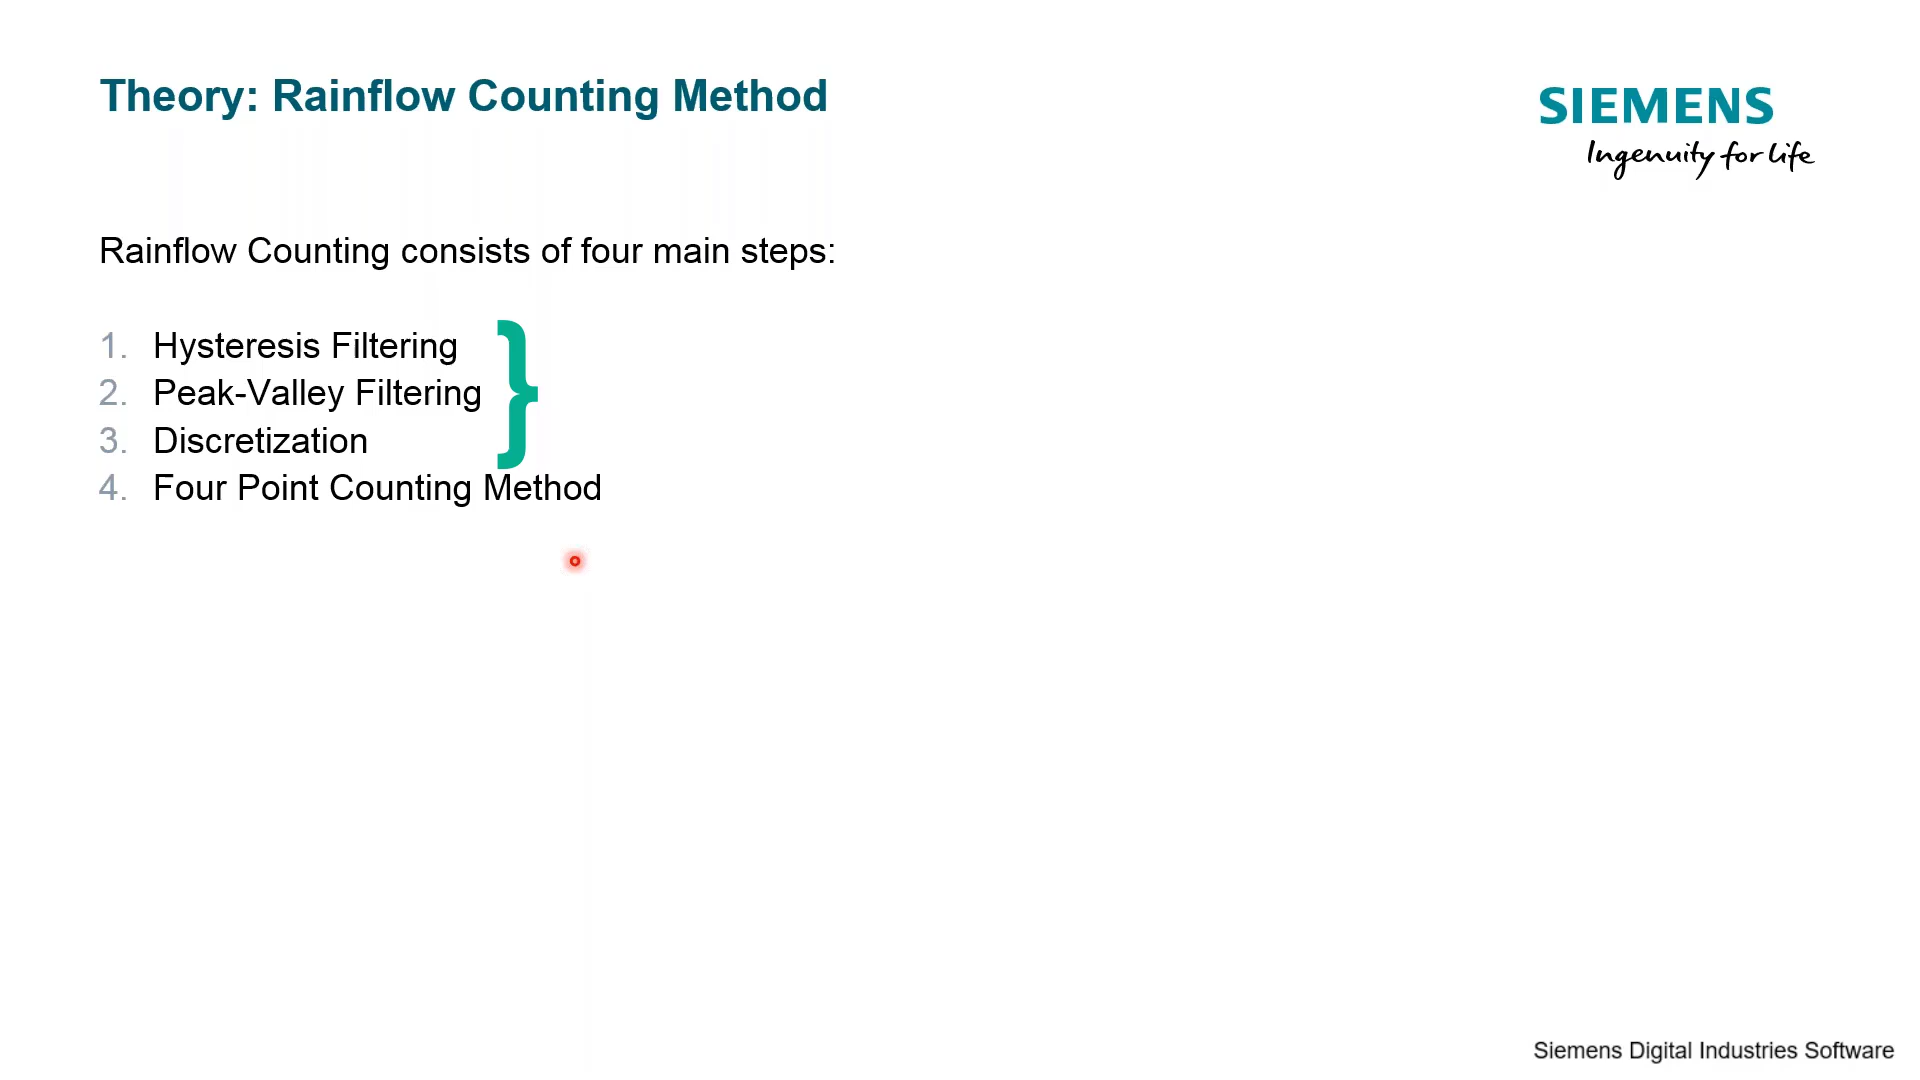 Theory: Rainflow Counting Method
SIEMENS
Ingenuity for life
Rainflow Counting consists of four main steps:
1. Hysteresis Filtering
2. Peak-Valley Filtering
3. Discretization
4. Four Point Counting Method
Siemens Digital Industries Software